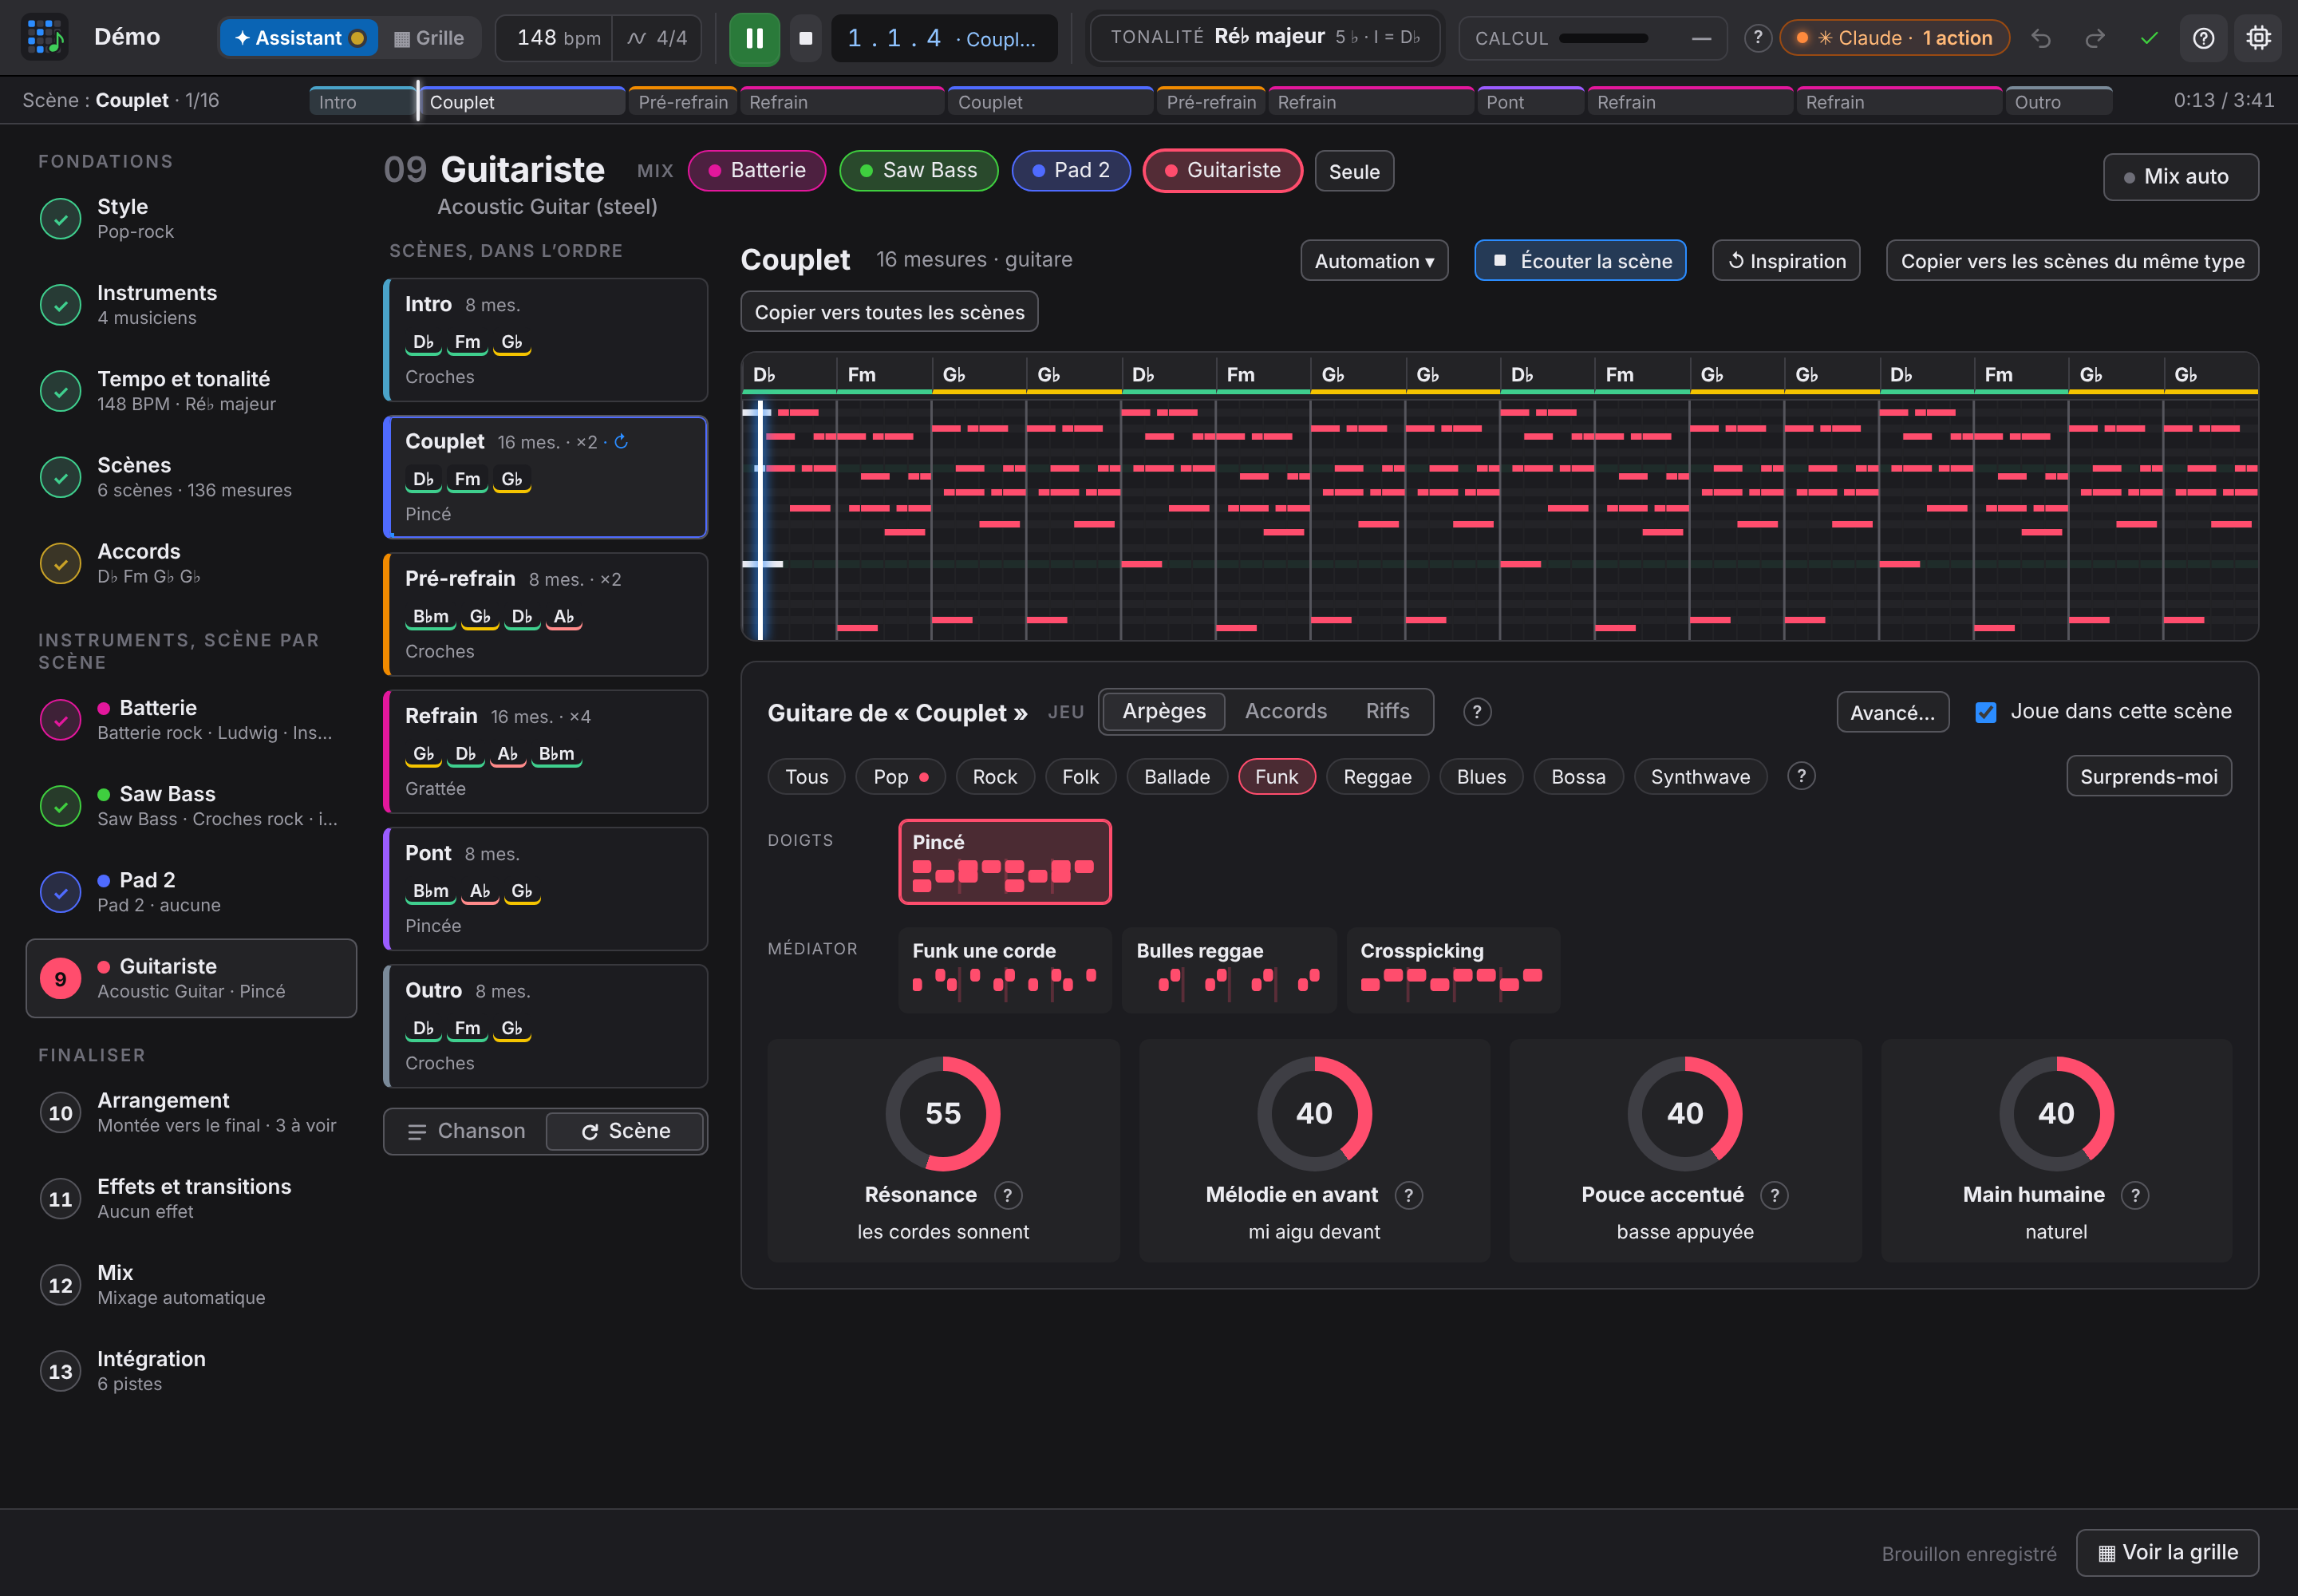 Démo
✦ Assistant
▦ Grille
148 bpm
4/4
1 . 1 . 1 . 4 · Coupl...
TONALITÉ Ré♭ majeur 5 ♭ · I = D♭
CALCUL —
?
✳ Claude · 1 action
Scène : Couplet · 1/16
Intro
Couplet
Pré-refrain
Refrain
Couplet
Pré-refrain
Refrain
Pont
Refrain
Refrain
Outro
0:13 / 3:41
FONDATIONS
Style
Pop-rock
Instruments
4 musiciens
Tempo et tonalité
148 BPM · Ré♭ majeur
Scènes
6 scènes · 136 mesures
Accords
D♭ Fm G♭ G♭
INSTRUMENTS, SCÈNE PAR
SCÈNE
Batterie
Batterie rock · Ludwig · Ins...
Saw Bass
Saw Bass · Croches rock · i...
Pad 2
Pad 2 · aucune
9
Guitariste
Acoustic Guitar · Pincé
FINALISER
10
Arrangement
Montée vers le final · 3 à voir
11
Effets et transitions
Aucun effet
12
Mix
Mixage automatique
13
Intégration
6 pistes
09 Guitariste
Acoustic Guitar (steel)
MIX
Batterie
Saw Bass
Pad 2
Guitariste
Seule
Mix auto
SCÈNES, DANS L’ORDRE
Intro 8 mes.
D♭ Fm G♭
Croches
Couplet 16 mes. · ×2 · ↻
D♭ Fm G♭
Pincé
Pré-refrain 8 mes. · ×2
B♭m G♭ D♭ A♭
Croches
Refrain 16 mes. · ×4
G♭ D♭ A♭ B♭m
Grattée
Pont 8 mes.
B♭m A♭ G♭
Pincée
Outro 8 mes.
D♭ Fm G♭
Croches
Chanson
Scène
Couplet 16 mesures · guitare
Automation ▾
Écouter la scène
Inspiration
Copier vers les scènes du même type
Copier vers toutes les scènes
D♭ Fm G♭ G♭ D♭ Fm G♭ G♭ D♭ Fm G♭ G♭ D♭ Fm G♭ G♭
Guitare de « Couplet »
JEU
Arpèges
Accords
Riffs
?
Avancé...
Joue dans cette scène
Tous
Pop
Rock
Folk
Ballade
Funk
Reggae
Blues
Bossa
Synthwave
?
Surprends-moi
DOIGTS
Pincé
MÉDIATOR
Funk une corde
Bulles reggae
Crosspicking
55
Résonance ?
les cordes sonnent
40
Mélodie en avant ?
mi aigu devant
40
Pouce accentué ?
basse appuyée
40
Main humaine ?
naturel
Brouillon enregistré
▦ Voir la grille